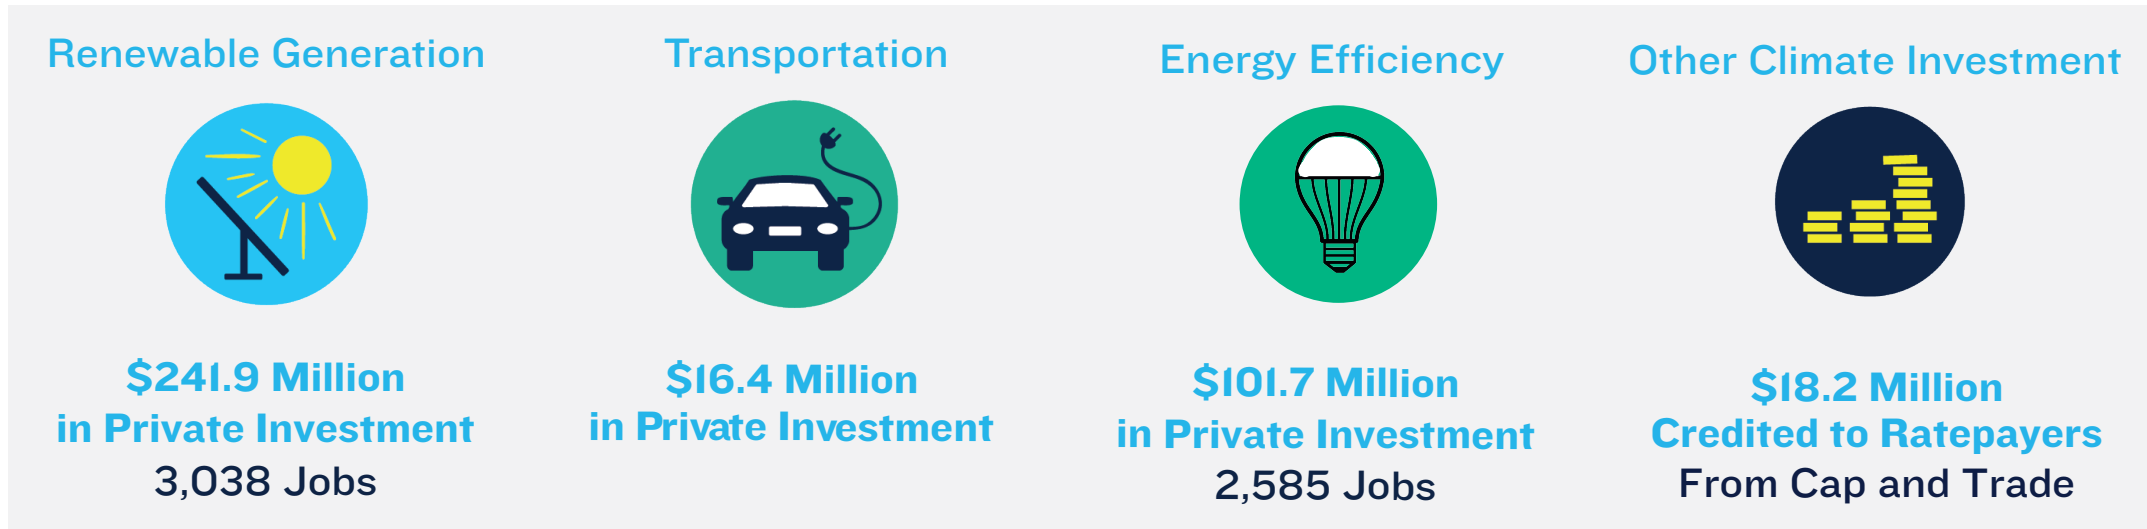 Renewable Generation
$241.9 Million
in Private Investment
3,038 Jobs
Transportation
$16.4 Million
in Private Investment
Energy Efficiency
$101.7 Million
in Private Investment
2,585 Jobs
Other Climate Investment
$18.2 Million
Credited to Ratepayers
From Cap and Trade